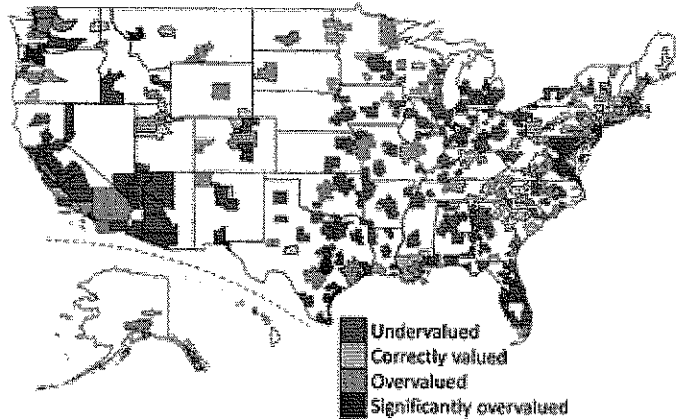 Undervalued
Correctly valued
Overvalued
Significantly overvalued